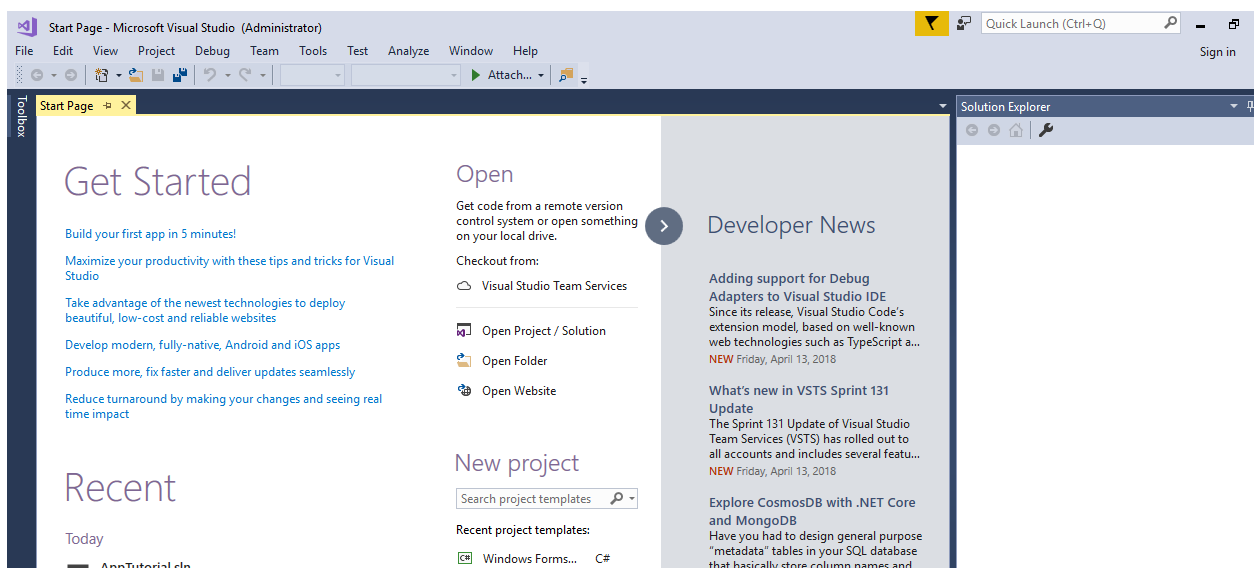 Start Page - Microsoft Visual Studio (Administrator)
Quick Launch (Ctrl+Q)
File Edit View Project Debug Team Tools Test Analyze Window Help
Sign in
Attach...
Toolbox
Start Page
Solution Explorer
Get Started
Build your first app in 5 minutes!
Maximize your productivity with these tips and tricks for Visual
Studio
Take advantage of the newest technologies to deploy
beautiful, low-cost and reliable websites
Develop modern, fully-native, Android and iOS apps
Produce more, fix faster and deliver updates seamlessly
Reduce turnaround by making your changes and seeing real
time impact
Recent
Today
AppTutorial.sln
Open
Get code from a remote version
control system or open something
on your local drive.
Checkout from:
Visual Studio Team Services
Open Project / Solution
Open Folder
Open Website
New project
Search project templates
Recent project templates:
C# Windows Forms... C#
Developer News
Adding support for Debug
Adapters to Visual Studio IDE
Since its release, Visual Studio Code's
extension model, based on well-known
web technologies such as TypeScript a...
NEW Friday, April 13, 2018
What's new in VSTS Sprint 131
Update
The Sprint 131 Update of Visual Studio
Team Services (VSTS) has rolled out to
all accounts and includes several featu...
NEW Friday, April 13, 2018
Explore CosmosDB with .NET Core
and MongoDB
Have you had to design general purpose
"metadata" tables in your SQL database
that basically store column names and